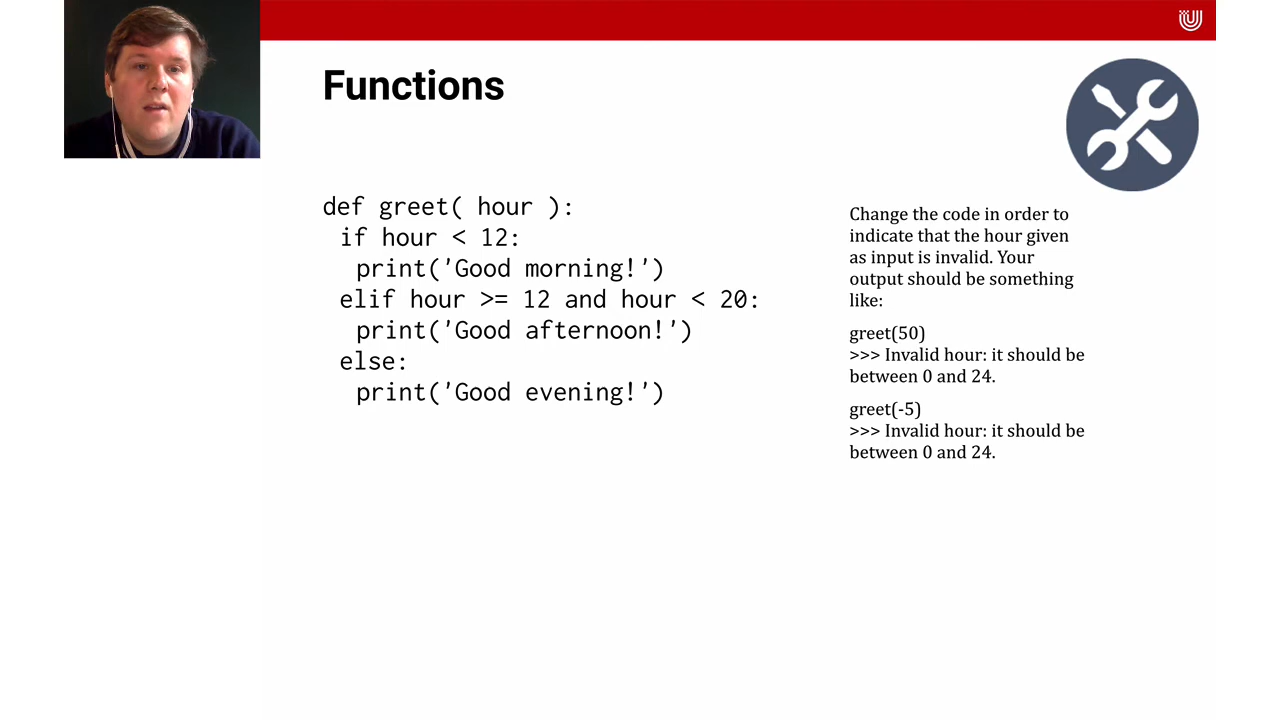 Functions
def greet( hour ):
if hour < 12:
print('Good morning!')
elif hour >= 12 and hour < 20:
print('Good afternoon!')
else:
print('Good evening!')
Change the code in order to
indicate that the hour given
as input is invalid. Your
output should be something
like:
greet(50)
>>> Invalid hour: it should be
between 0 and 24.
greet(-5)
>>> Invalid hour: it should be
between 0 and 24.